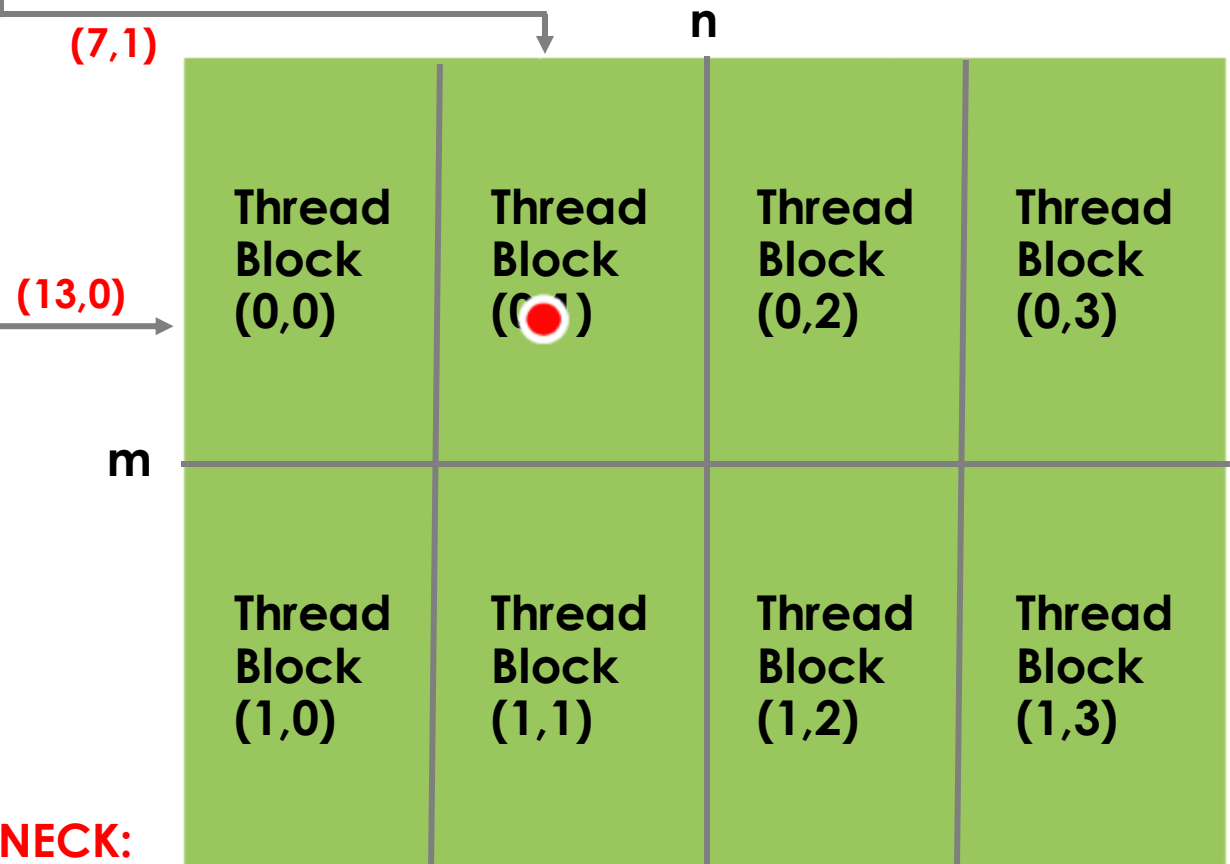 n
(7,1)
Thread
Block
(0,0)
Thread
Block
Thread
Block
(0,2)
Thread
Block
(0,3)
(13,0)
m
Thread
Block
(1,0)
Thread
Block
(1,1)
Thread
Block
(1,2)
Thread
Block
(1,3)
NECK: